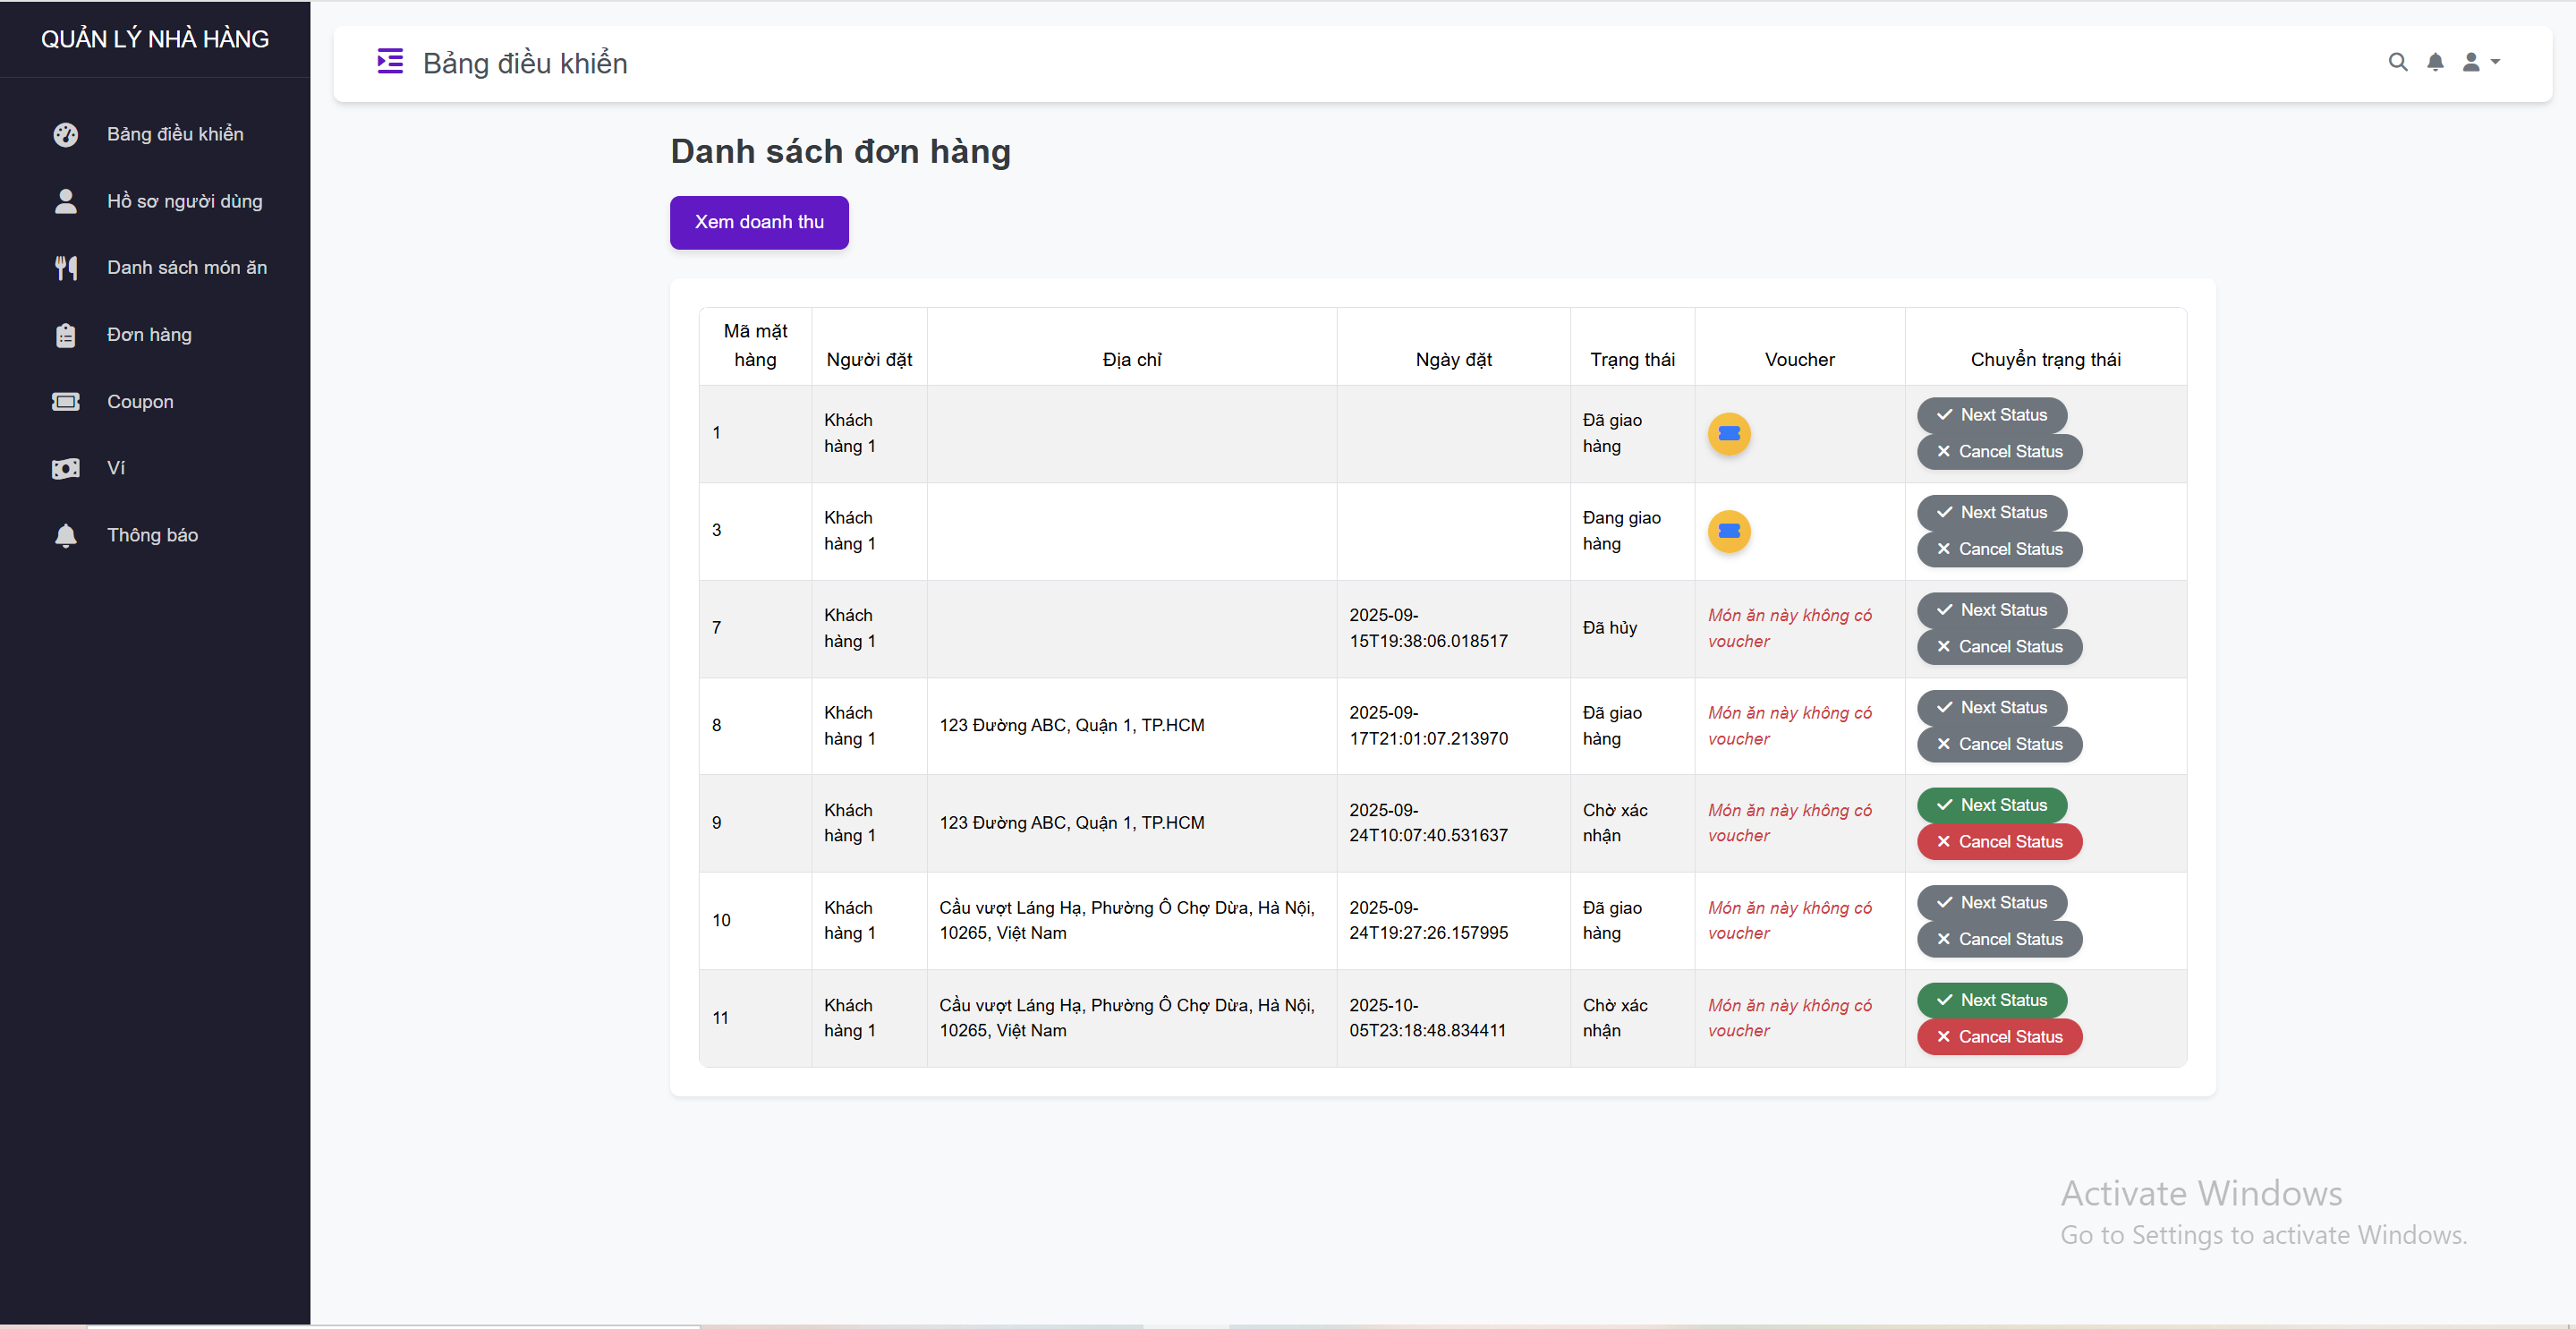 QUẢN LÝ NHÀ HÀNG
Bảng điều khiển
Hồ sơ người dùng
Danh sách món ăn
Đơn hàng
Coupon
Ví
Thông báo
Bảng điều khiển
Danh sách đơn hàng
Xem doanh thu
Mã mặt
hàng
Người đặt
Địa chỉ
Ngày đặt
Trạng thái
Voucher
Chuyển trạng thái
1
Khách
hàng 1
Đã giao
hàng
Next Status
Cancel Status
3
Khách
hàng 1
Đang giao
hàng
Next Status
Cancel Status
7
Khách
hàng 1
2025-09-
15T19:38:06.018517
Đã hủy
Món ăn này không có
voucher
Next Status
Cancel Status
8
Khách
hàng 1
123 Đường ABC, Quận 1, TP.HCM
2025-09-
17T21:01:07.213970
Đã giao
hàng
Món ăn này không có
voucher
Next Status
Cancel Status
9
Khách
hàng 1
123 Đường ABC, Quận 1, TP.HCM
2025-09-
24T10:07:40.531637
Chờ xác
nhận
Món ăn này không có
voucher
Next Status
Cancel Status
10
Khách
hàng 1
Cầu vượt Láng Hạ, Phường Ô Chợ Dừa, Hà Nội,
10265, Việt Nam
2025-09-
24T19:27:26.157995
Đã giao
hàng
Món ăn này không có
voucher
Next Status
Cancel Status
11
Khách
hàng 1
Cầu vượt Láng Hạ, Phường Ô Chợ Dừa, Hà Nội,
10265, Việt Nam
2025-10-
05T23:18:48.834411
Chờ xác
nhận
Món ăn này không có
voucher
Next Status
Cancel Status
Activate Windows
Go to Settings to activate Windows.